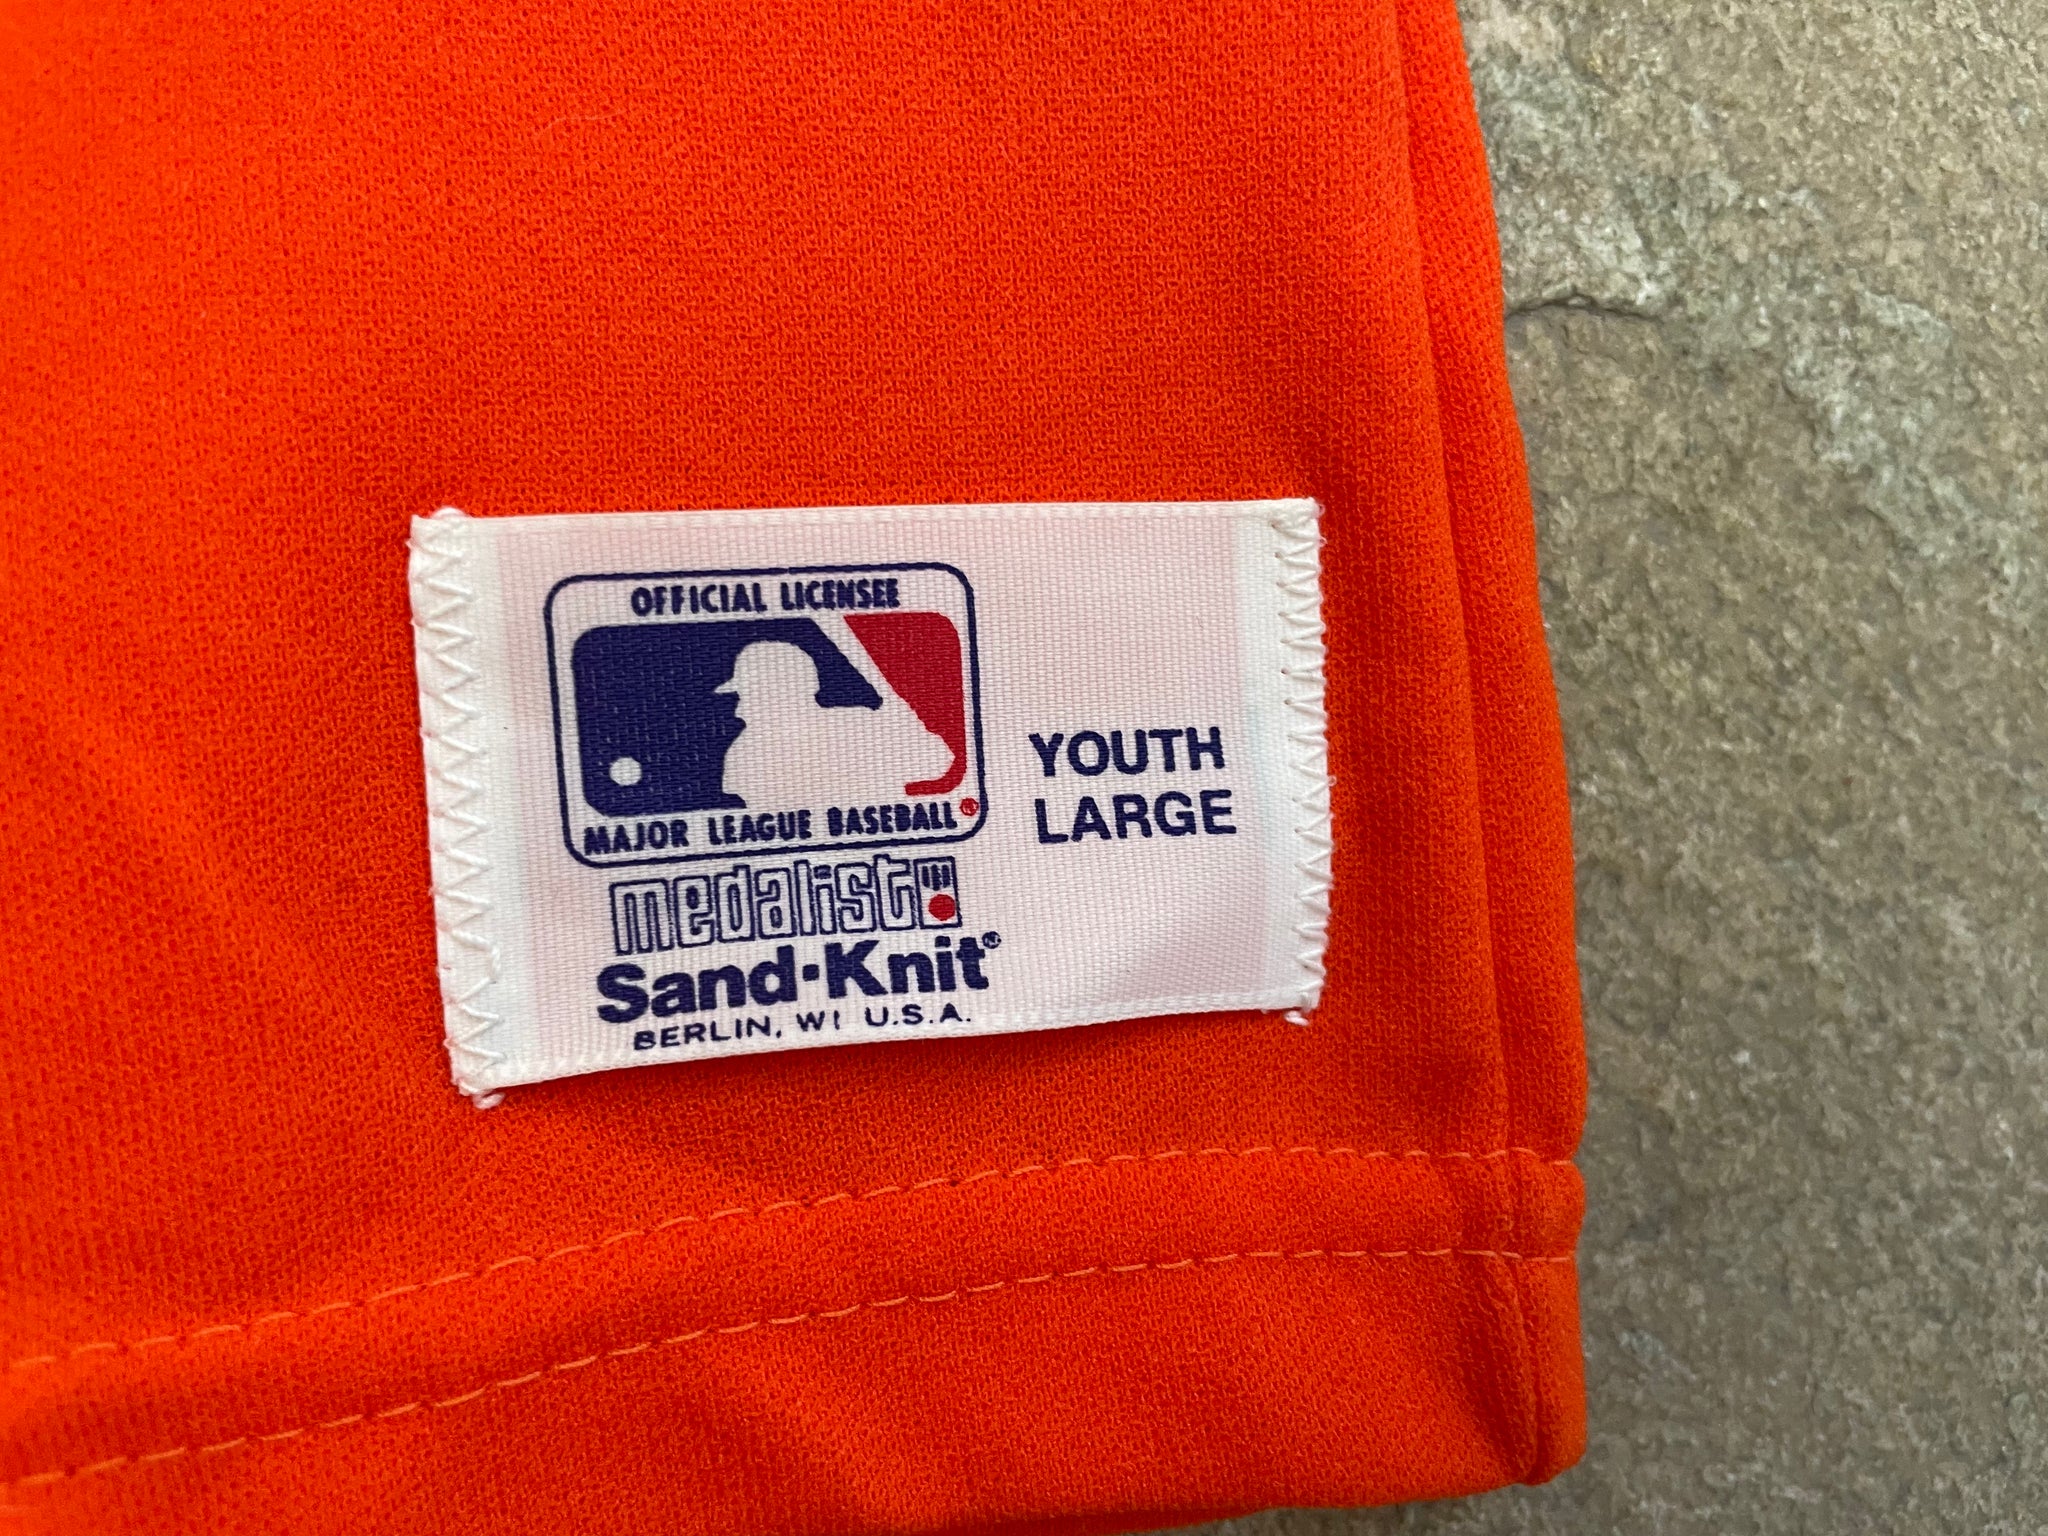 OFFICIAL LICENSEE
MAJOR LEAGUE BASEBALL®
YOUTH
LARGE
medalist
Sand·Knit®
BERLIN, WI U.S.A.